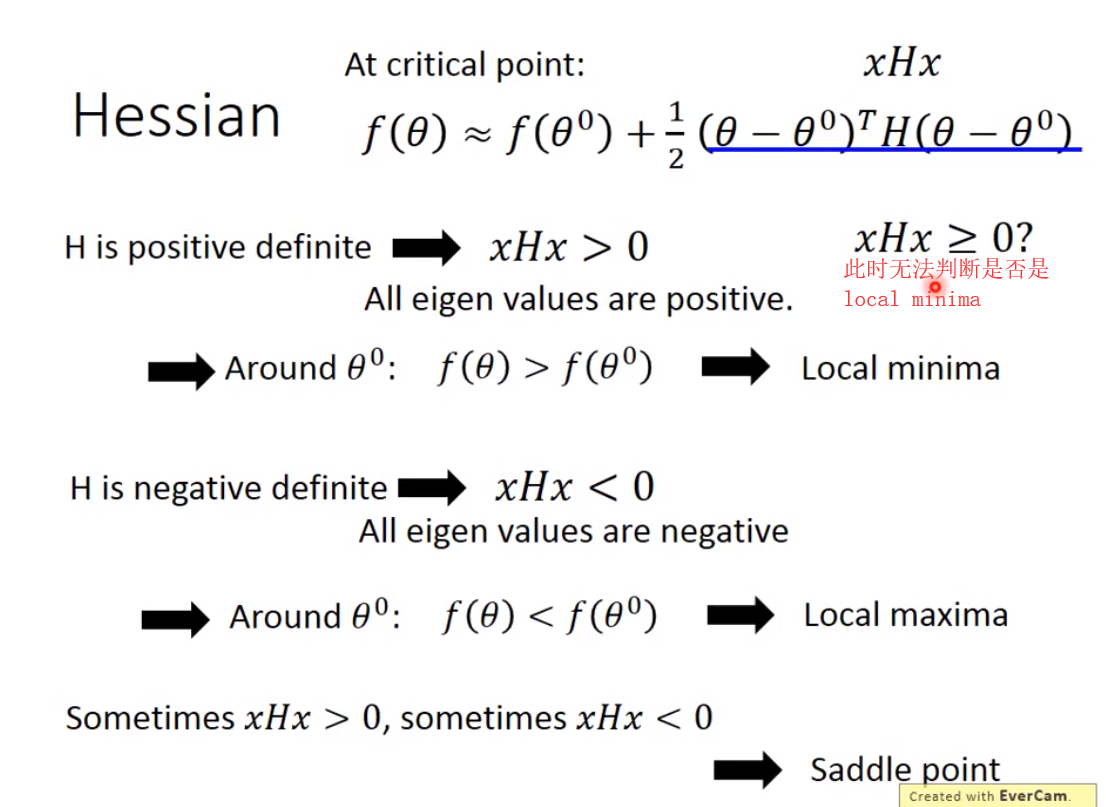 At critical point:
xHx
Hessian
f(θ) ≈ f(θ⁰) + 1/2 (θ − θ⁰)ᵀ H(θ − θ⁰)
H is positive definite
xHx > 0
xHx ≥ 0?
此时无法判断是否是
local minima
All eigen values are positive.
Around θ⁰: f(θ) > f(θ⁰)
Local minima
H is negative definite
xHx < 0
All eigen values are negative
Around θ⁰: f(θ) < f(θ⁰)
Local maxima
Sometimes xHx > 0, sometimes xHx < 0
Saddle point
Created with EverCam.